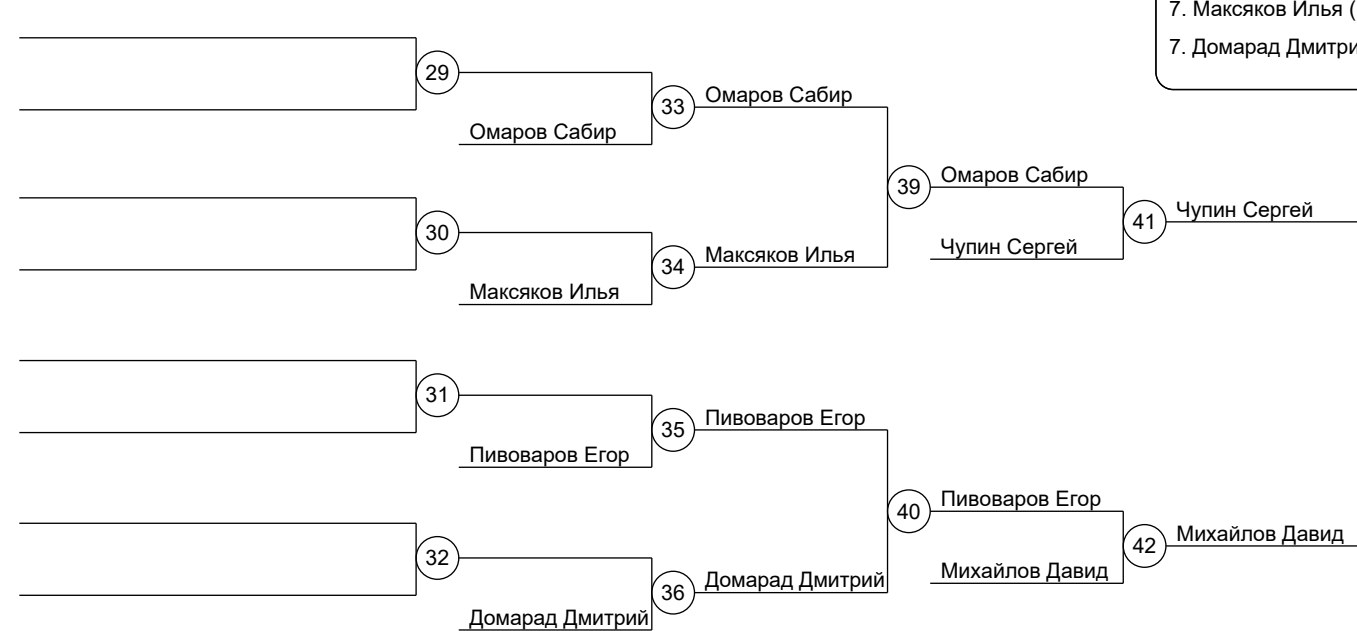 7. Максяков Илья (
7. Домарад Дмитри
29
33
Омаров Сабир
Омаров Сабир
39
Омаров Сабир
41
Чупин Сергей
Чупин Сергей
30
34
Максяков Илья
Максяков Илья
31
35
Пивоваров Егор
Пивоваров Егор
40
Пивоваров Егор
42
Михайлов Давид
Михайлов Давид
32
36
Домарад Дмитрий
Домарад Дмитрий